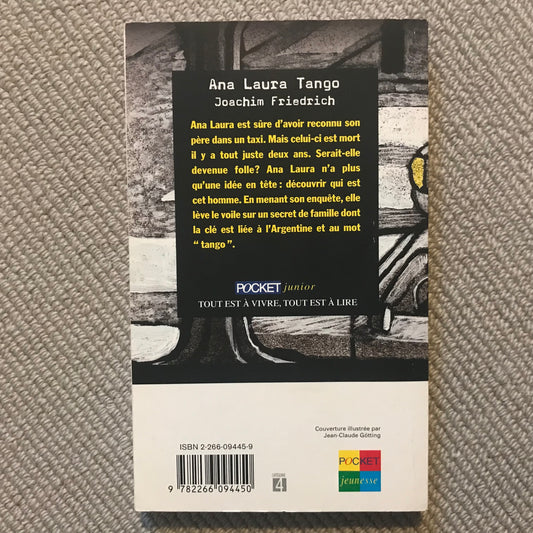 Ana Laura Tango
Joachim Friedrich
Ana Laura est sûre d'avoir reconnu son
père dans un taxi. Mais celui-ci est mort
il y a tout juste deux ans. Serait-elle
devenue folle? Ana Laura n'a plus
qu'une idée en tête : découvrir qui est
cet homme. En menant son enquête, elle
lève le voile sur un secret de famille dont
la clé est liée à l'Argentine et au mot
“ tango ”.
POCKET junior
TOUT EST À VIVRE, TOUT EST À LIRE
Couverture illustrée par
Jean-Claude Götting
ISBN 2-266-09445-9
9 782266 094450
4
POCKET
jeunesse